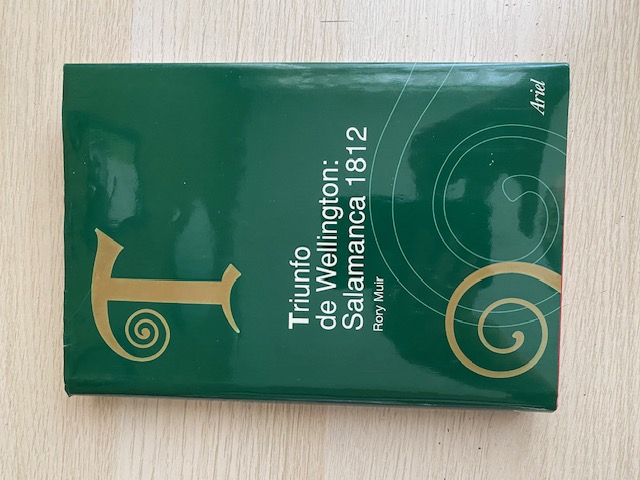 T
Triunfo
de Wellington:
Salamanca 1812
Rory Muir
Ariel